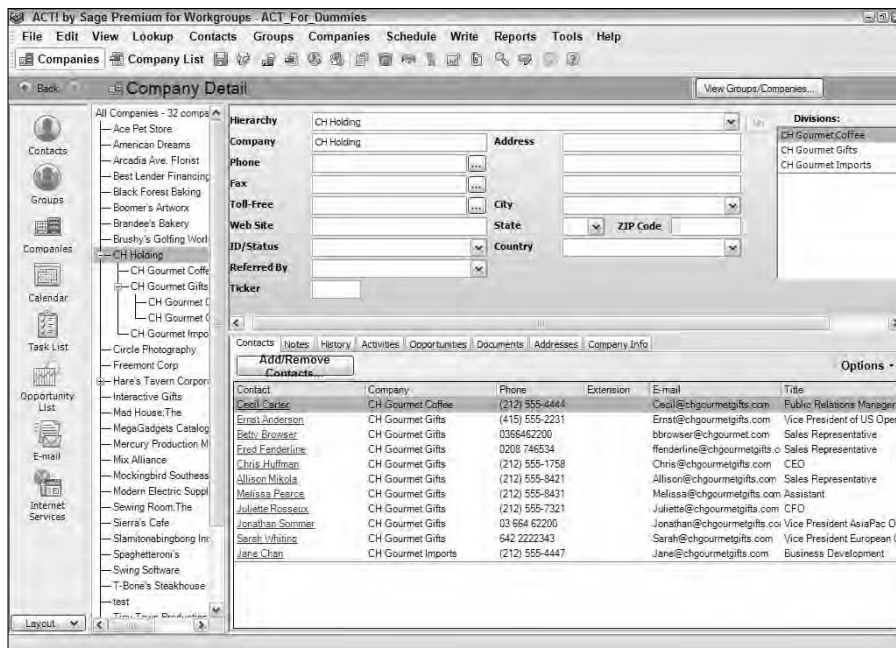 ACT! by Sage Premium for Workgroups - ACT_For_Dummies
File Edit View Lookup Contacts Groups Companies Schedule Write Reports Tools Help
Companies Company List
Back Company Detail View Groups/Companies...
Contacts
Groups
Companies
Calendar
Task List
Opportunity List
E-mail
Internet Services
Layout
All Companies - 32 compa
Ace Pet Store
American Dreams
Arcadia Ave. Florist
Best Lender Financing
Black Forest Baking
Boomer's Artworx
Brandee's Bakery
Brushy's Golfing Worl
CH Holding
CH Gourmet Coffe
CH Gourmet Gifts
CH Gourmet C
CH Gourmet C
CH Gourmet Impo
Circle Photography
Freemont Corp
Hare's Tavern Corpor
Interactive Gifts
Mad House;The
MegaGadgets Catalog
Mercury Production M
Mix Alliance
Mockingbird Southeas
Modern Electric Suppl
Sewing Room;The
Sierra's Cafe
Slamitonabingbong Inc
Spaghetteroni's
Swing Software
T-Bone's Steakhouse
test
Tiny Town Production
Hierarchy CH Holding
Company CH Holding Address
Phone
Fax
Toll-Free City
Web Site State ZIP Code
ID/Status Country
Referred By
Ticker
Divisions:
CH Gourmet Coffee
CH Gourmet Gifts
CH Gourmet Imports
Contacts Notes History Activities Opportunities Documents Addresses Company Info
Add/Remove Contacts...
Options
Contact Company Phone Extension E-mail Title
Cecil Carter CH Gourmet Coffee (212) 555-4444 Cecil@chgourmetgifts.com Public Relations Manager
Ernst Anderson CH Gourmet Gifts (415) 555-2231 Ernst@chgourmetgifts.com Vice President of US Oper
Betty Browser CH Gourmet Gifts 0366462200 bbrowser@chgourmet.com Sales Representative
Fred Fenderline CH Gourmet Gifts 0208 746534 ffenderline@chgourmetgifts.c Sales Representative
Chris Huffman CH Gourmet Gifts (212) 555-1758 Chris@chgourmetgifts.com CEO
Allison Mikola CH Gourmet Gifts (212) 555-8421 Allison@chgourmetgifts.com Sales Representative
Melissa Pearce CH Gourmet Gifts (212) 555-8431 Melissa@chgourmetgifts.com Assistant
Juliette Rosseux CH Gourmet Gifts (212) 555-7321 Juliette@chgourmetgifts.com CFO
Jonathan Sommer CH Gourmet Gifts 03 664 62200 Jonathan@chgourmetgifts.co Vice President AsiaPac O
Sarah Whiting CH Gourmet Gifts 642 2222343 Sarah@chgourmetgifts.com Vice President European
Jane Chan CH Gourmet Imports (212) 555-4447 Jane@chgourmetgifts.com Business Development